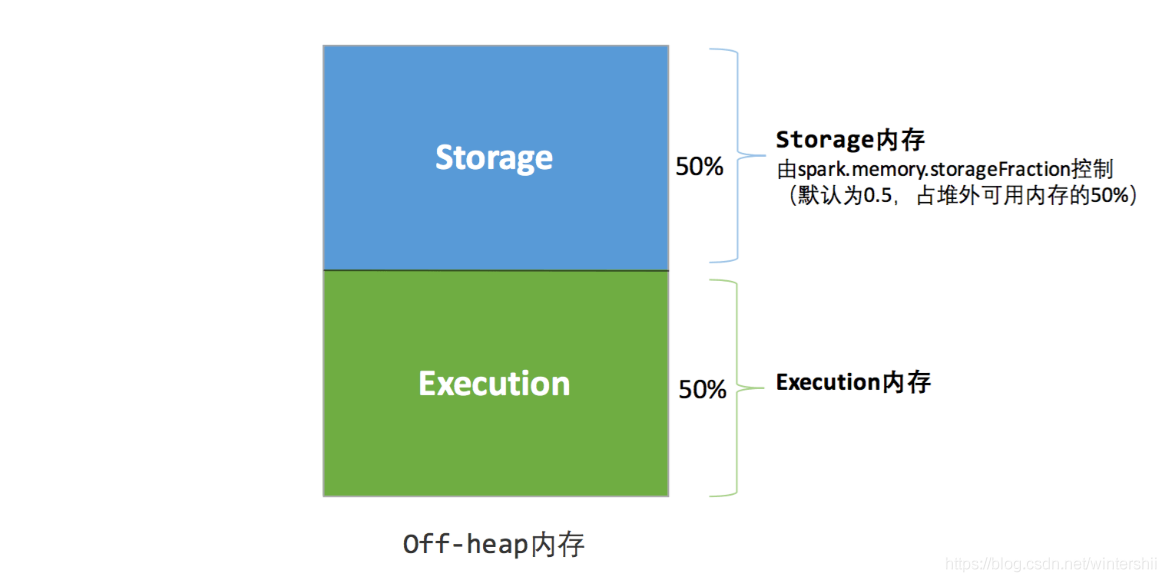 Storage
50%
Storage内存
由spark.memory.storageFraction控制
（默认为0.5，占堆外可用内存的50%）
Execution
50%
Execution内存
Off-heap内存
https://blog.csdn.net/wintershii